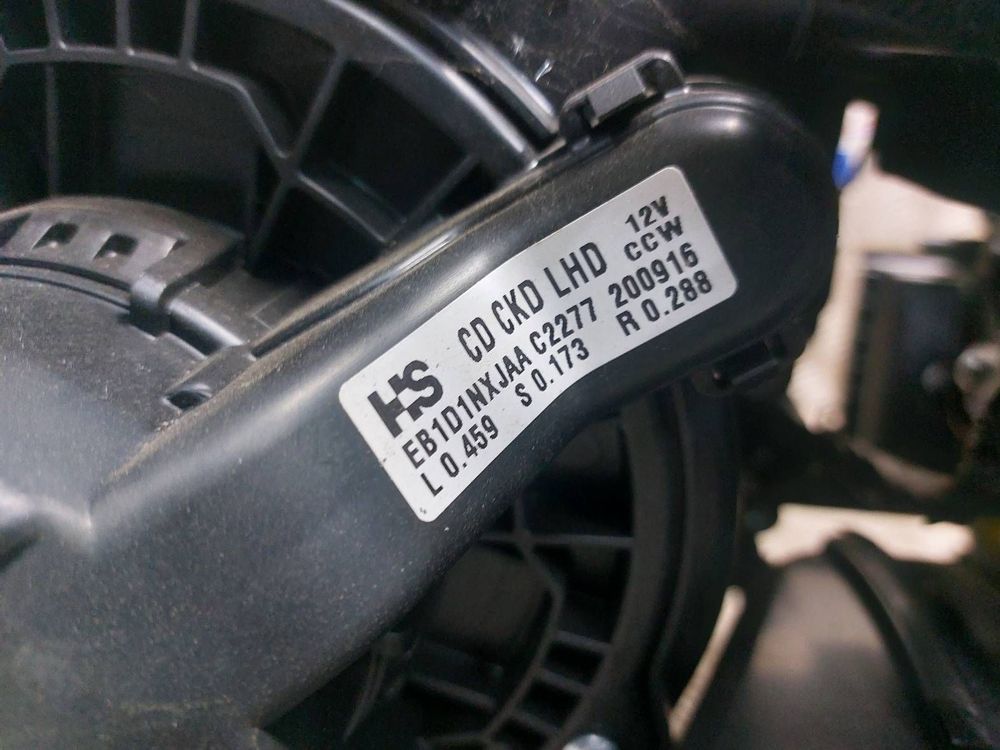 HS CD CKD LHD 12V
CCW
EB1D1NXJAA C2277 200916
L 0.459 S 0.173 R 0.288